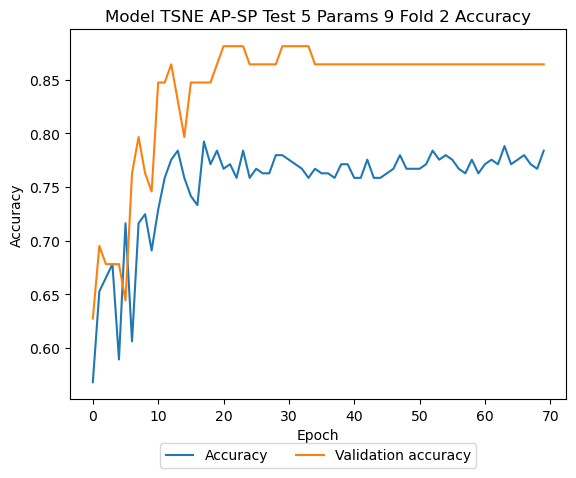 Model TSNE AP-SP Test 5 Params 9 Fold 2 Accuracy
0.85
0.80
0.75
0.70
0.65
0.60
Accuracy
0 10 20 30 40 50 60 70
Epoch
Accuracy Validation accuracy